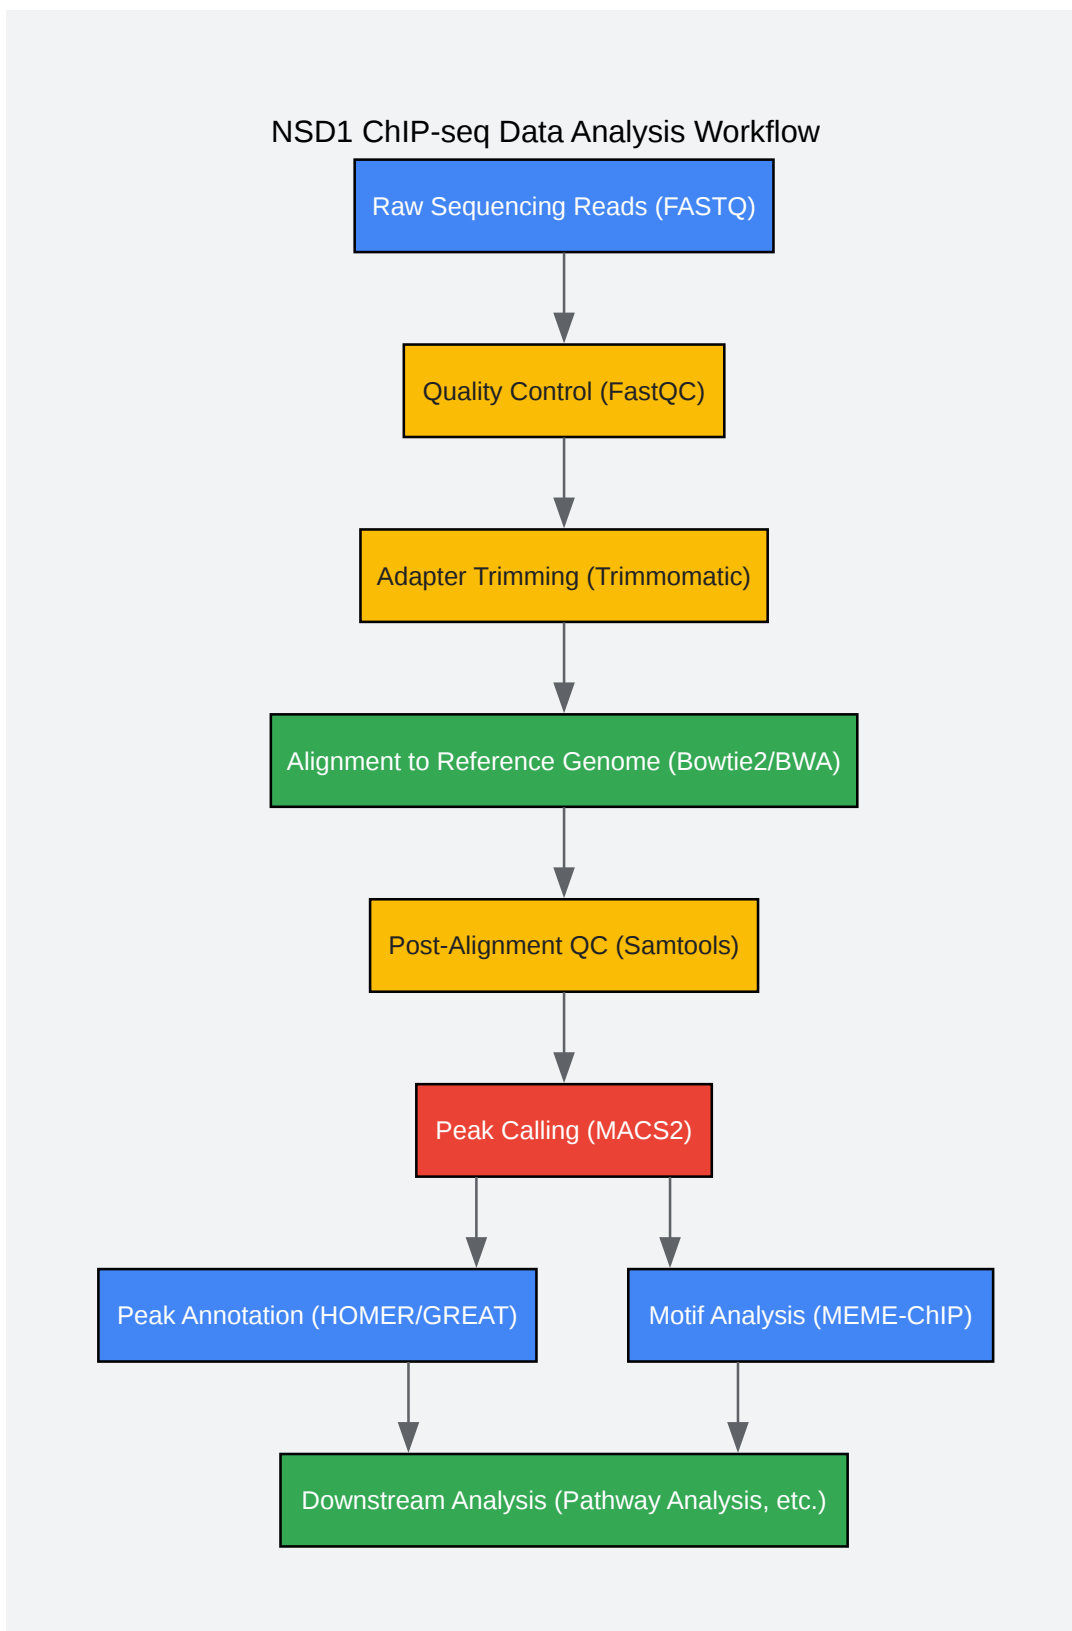 NSD1 ChIP-seq Data Analysis Workflow
Raw Sequencing Reads (FASTQ)
Quality Control (FastQC)
Adapter Trimming (Trimmomatic)
Alignment to Reference Genome (Bowtie2/BWA)
Post-Alignment QC (Samtools)
Peak Calling (MACS2)
Peak Annotation (HOMER/GREAT)
Motif Analysis (MEME-ChIP)
Downstream Analysis (Pathway Analysis, etc.)